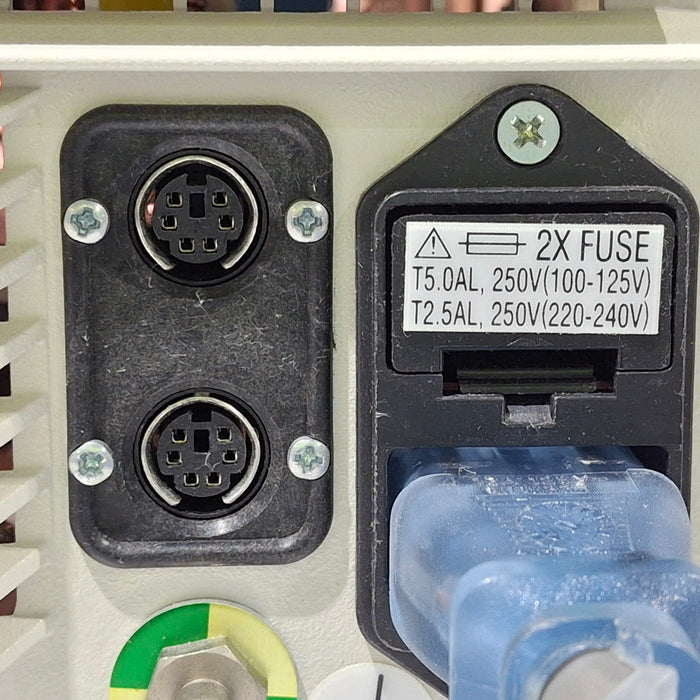 2X FUSE
T5.0AL, 250V(100-125V)
T2.5AL, 250V(220-240V)